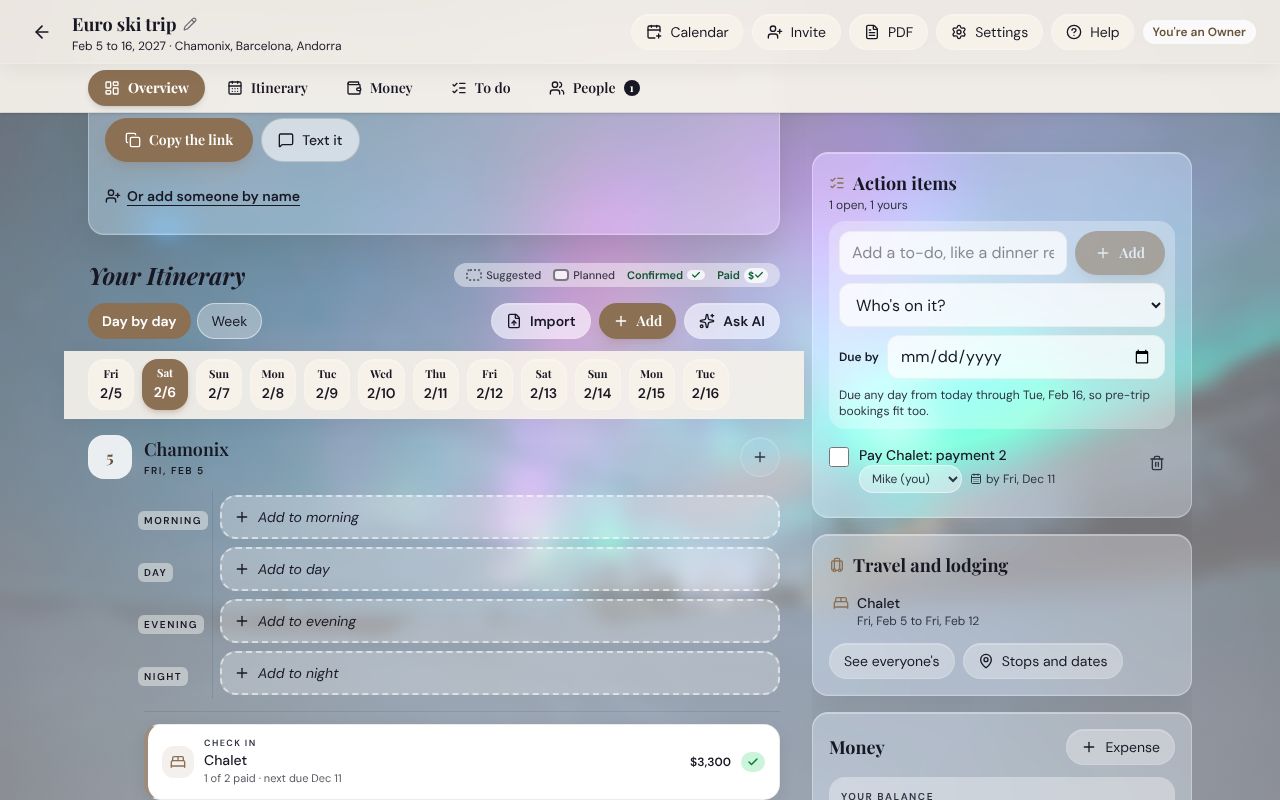 Euro ski trip
Feb 5 to 16, 2027 · Chamonix, Barcelona, Andorra
Calendar
Invite
PDF
Settings
Help
You're an Owner
Overview
Itinerary
Money
To do
People 1
Copy the link
Text it
Or add someone by name
Your Itinerary
Suggested
Planned
Confirmed
Paid $
Day by day
Week
Import
Add
Ask AI
Fri 2/5
Sat 2/6
Sun 2/7
Mon 2/8
Tue 2/9
Wed 2/10
Thu 2/11
Fri 2/12
Sat 2/13
Sun 2/14
Mon 2/15
Tue 2/16
5
Chamonix
FRI, FEB 5
MORNING
Add to morning
DAY
Add to day
EVENING
Add to evening
NIGHT
Add to night
CHECK IN
Chalet
1 of 2 paid · next due Dec 11
$3,300
Action items
1 open, 1 yours
Add a to-do, like a dinner re
Add
Who's on it?
Due by
mm/dd/yyyy
Due any day from today through Tue, Feb 16, so pre-trip
bookings fit too.
Pay Chalet: payment 2
Mike (you)
by Fri, Dec 11
Travel and lodging
Chalet
Fri, Feb 5 to Fri, Feb 12
See everyone's
Stops and dates
Money
Expense
YOUR BALANCE